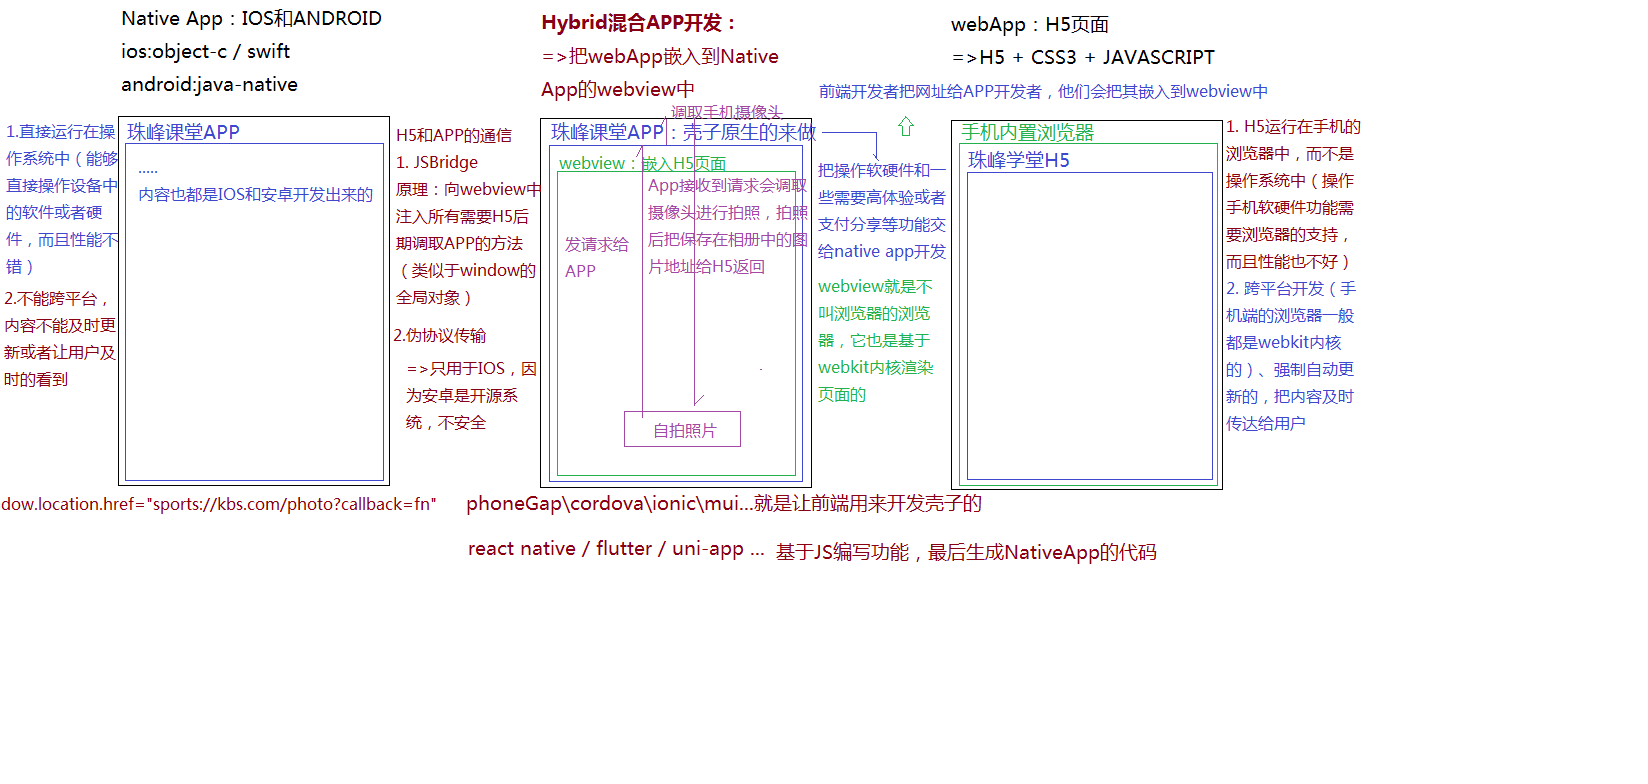 Native App：IOS和ANDROID
ios:object-c / swift
android:java-native
1.直接运行在操
作系统中（能够
直接操作设备中
的软件或者硬
件，而且性能不
错）
2.不能跨平台，
内容不能及时更
新或者让用户及
时的看到
珠峰课堂APP
.....
内容也都是IOS和安卓开发出来的
H5和APP的通信
1. JSBridge
原理：向webview中
注入所有需要H5后
期调取APP的方法
（类似于window的
全局对象）
2.伪协议传输
=>只用于IOS，因
为安卓是开源系
统，不安全
dow.location.href="sports://kbs.com/photo?callback=fn"
Hybrid混合APP开发：
=>把webApp嵌入到Native
App的webview中
调取手机摄像头
珠峰课堂APP：壳子原生的来做
webview：嵌入H5页面
App接收到请求会调取
摄像头进行拍照，拍照
后把保存在相册中的图
片地址给H5返回
发请求给
APP
自拍照片
把操作软硬件和一
些需要高体验或者
支付分享等功能交
给native app开发
webview就是不
叫浏览器的浏览
器，它也是基于
webkit内核渲染
页面的
webApp：H5页面
=>H5 + CSS3 + JAVASCRIPT
前端开发者把网址给APP开发者，他们会把其嵌入到webview中
手机内置浏览器
珠峰学堂H5
1. H5运行在手机的
浏览器中，而不是
操作系统中（操作
手机软硬件功能需
要浏览器的支持，
而且性能也不好）
2. 跨平台开发（手
机端的浏览器一般
都是webkit内核
的）、强制自动更
新的，把内容及时
传达给用户
phoneGap\cordova\ionic\mui...就是让前端用来开发壳子的
react native / flutter / uni-app ... 基于JS编写功能，最后生成NativeApp的代码